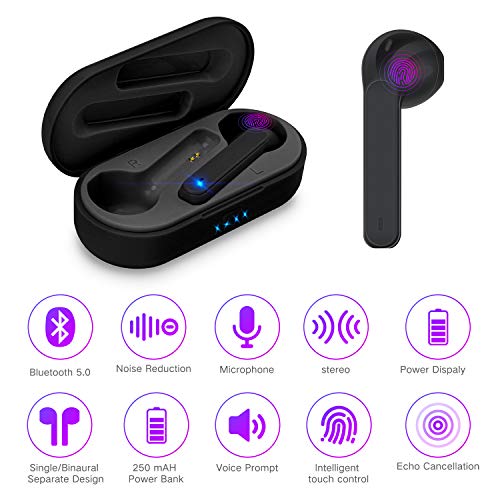 R
L
Bluetooth 5.0
Noise Reduction
Microphone
stereo
Power Dispaly
Single/Binaural
Separate Design
250 mAH
Power Bank
Voice Prompt
Intelligent
touch control
Echo Cancellation